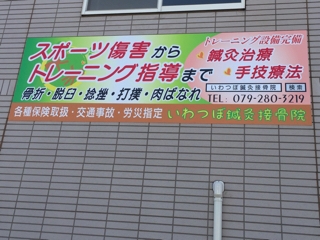 スポーツ傷害から
トレーニング指導まで
骨折・脱臼・捻挫・打撲・肉ばなれ
トレーニング設備完備
鍼灸治療
手技療法
いわつぼ鍼灸接骨院 検索
TEL 079-280-3219
各種保険取扱・交通事故・労災指定 いわつぼ鍼灸接骨院